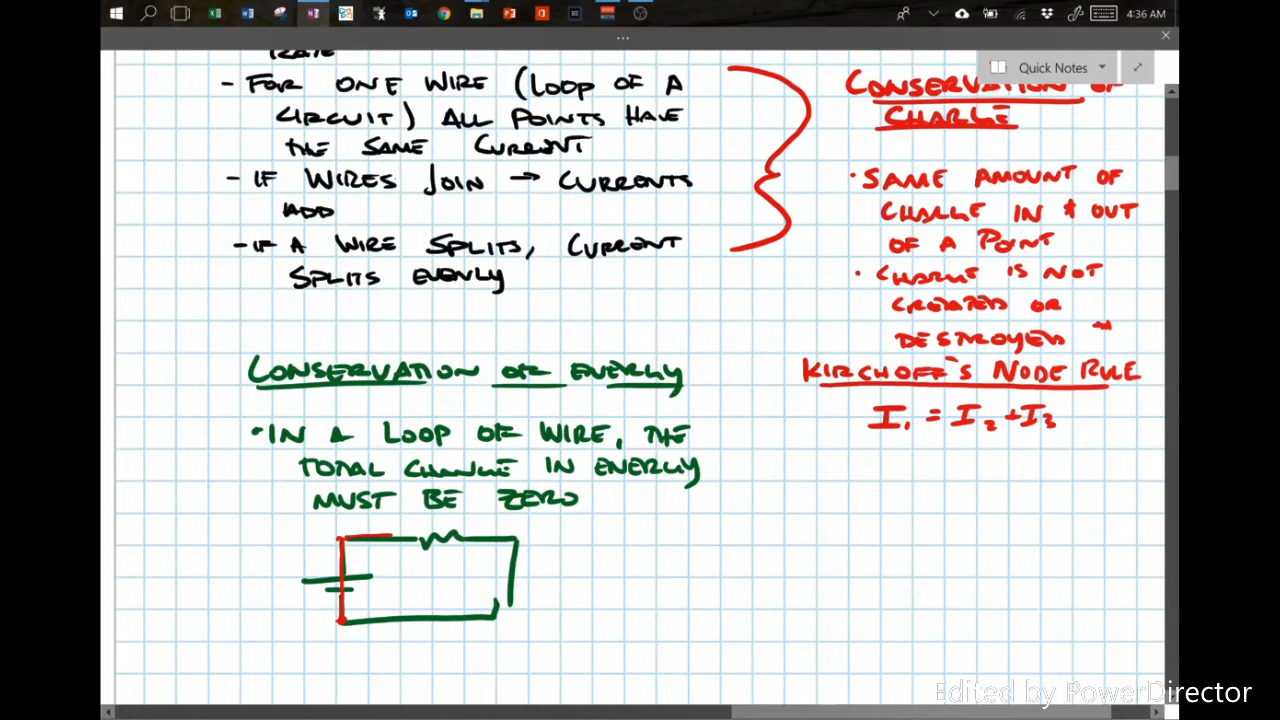 4:36 AM
...
Quick Notes
RATE
- FOR ONE WIRE (LOOP OF A
CIRCUIT) ALL POINTS HAVE
THE SAME CURRENT
- IF WIRES JOIN → CURRENTS
ADD
- IF A WIRE SPLITS, CURRENT
SPLITS EVENLY
CONSERVATION OF
CHARGE
• SAME AMOUNT OF
CHARGE IN & OUT
OF A POINT
• CHARGE IS NOT
CREATED OR
DESTROYED
KIRCHOFF'S NODE RULE
I₁ = I₂ + I₃
CONSERVATION OF ENERGY
• IN A LOOP OF WIRE, THE
TOTAL CHANGE IN ENERGY
MUST BE ZERO
Edited by PowerDirector